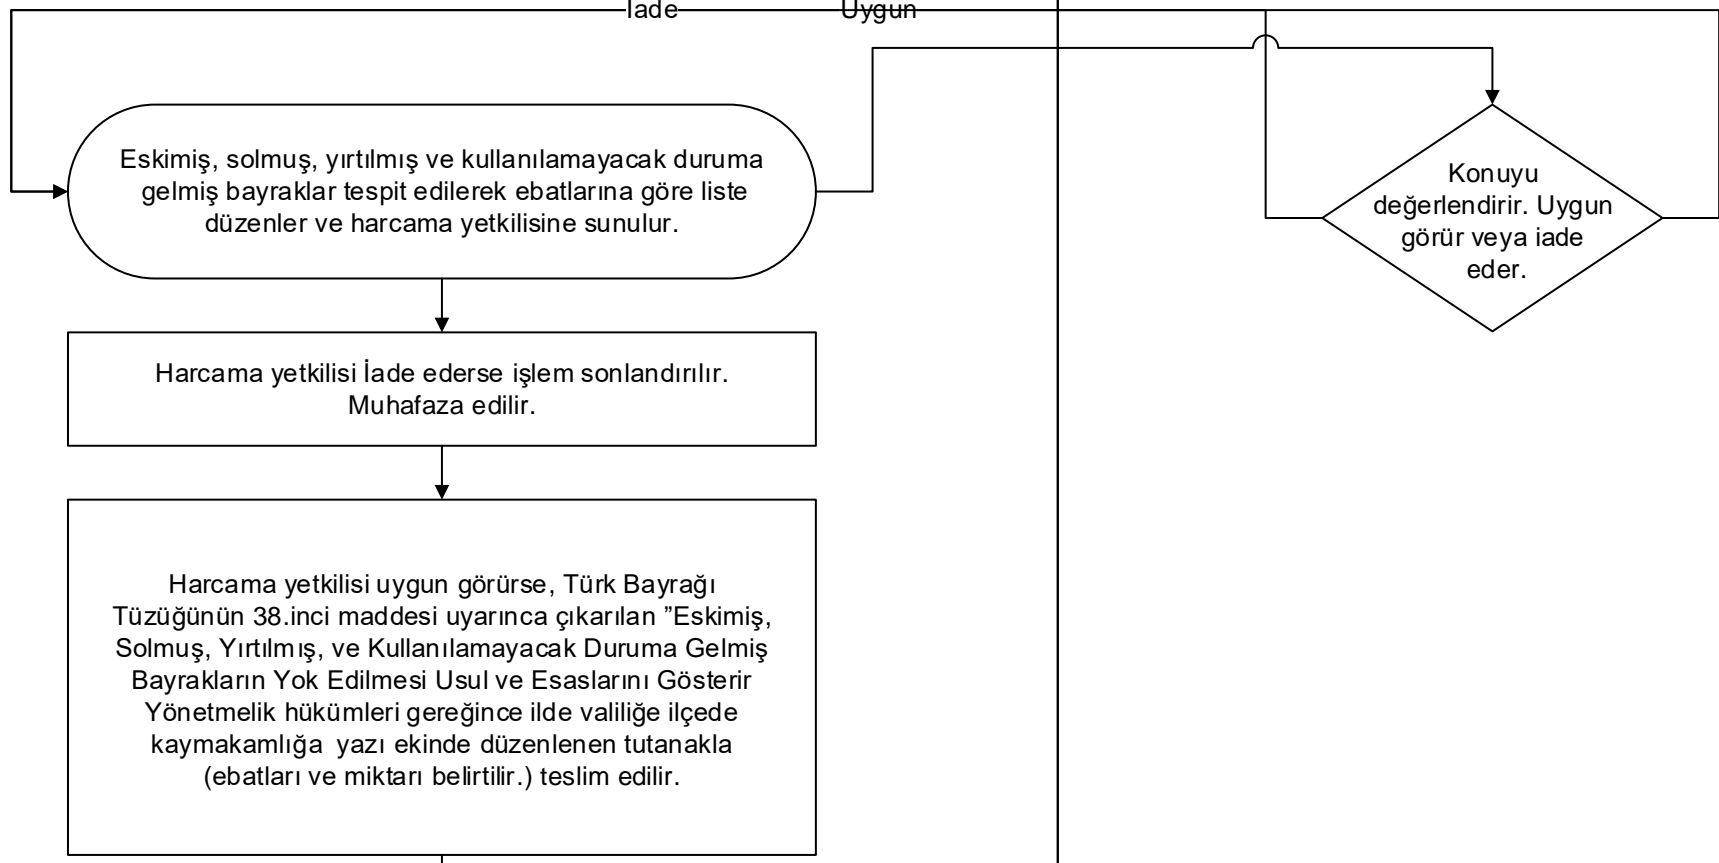 İade
Uygun
Eskimiş, solmuş, yırtılmış ve kullanılamayacak duruma
gelmiş bayraklar tespit edilerek ebatlarına göre liste
düzenler ve harcama yetkilisine sunulur.
Konuyu
değerlendirir. Uygun
görür veya iade
eder.
Harcama yetkilisi İade ederse işlem sonlandırılır.
Muhafaza edilir.
Harcama yetkilisi uygun görürse, Türk Bayrağı
Tüzüğünün 38.inci maddesi uyarınca çıkarılan ”Eskimiş,
Solmuş, Yırtılmış, ve Kullanılamayacak Duruma Gelmiş
Bayrakların Yok Edilmesi Usul ve Esaslarını Gösterir
Yönetmelik hükümleri gereğince ilde valiliğe ilçede
kaymakamlığa  yazı ekinde düzenlenen tutanakla
(ebatları ve miktarı belirtilir.) teslim edilir.